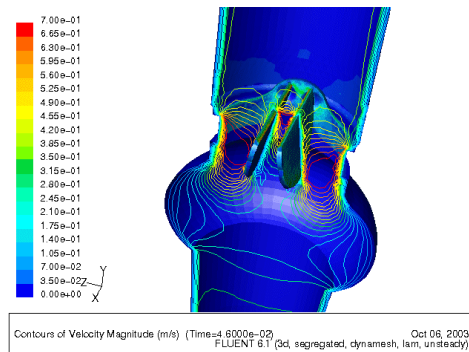 7.00e-01
6.65e-01
6.30e-01
5.95e-01
5.60e-01
5.25e-01
4.90e-01
4.55e-01
4.20e-01
3.85e-01
3.50e-01
3.15e-01
2.80e-01
2.45e-01
2.10e-01
1.75e-01
1.40e-01
1.05e-01
7.00e-02
3.50e-02
0.00e+00
Y
Z
X
Contours of Velocity Magnitude (m/s) (Time=4.6000e-02)
Oct 06, 2003
FLUENT 6.1 (3d, segregated, dynamesh, lam, unsteady)